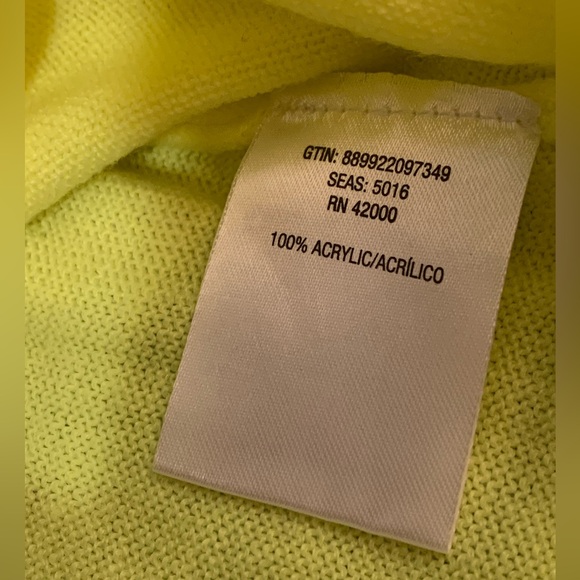 GTIN: 889922097349
SEAS: 5016
RN 42000
100% ACRYLIC/ACRÍLICO